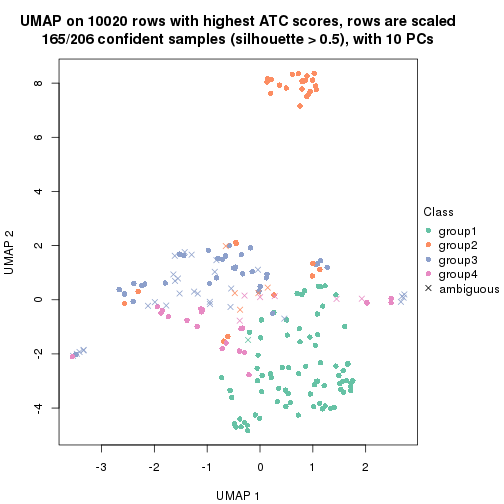 UMAP on 10020 rows with highest ATC scores, rows are scaled
165/206 confident samples (silhouette > 0.5), with 10 PCs
8
6
4
2
0
-2
-4
UMAP 2
-3
-2
-1
0
1
2
UMAP 1
Class
group1
group2
group3
group4
ambiguous